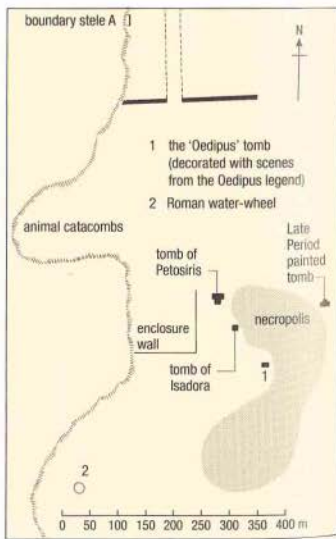 boundary stele A
N
1 the 'Oedipus' tomb
(decorated with scenes
from the Oedipus legend)
2 Roman water-wheel
animal catacombs
Late
Period
painted
tomb
tomb of
Petosiris
necropolis
enclosure
wall
tomb of
Isadora
1
2
0 50 100 150 200 250 300 350 400 m